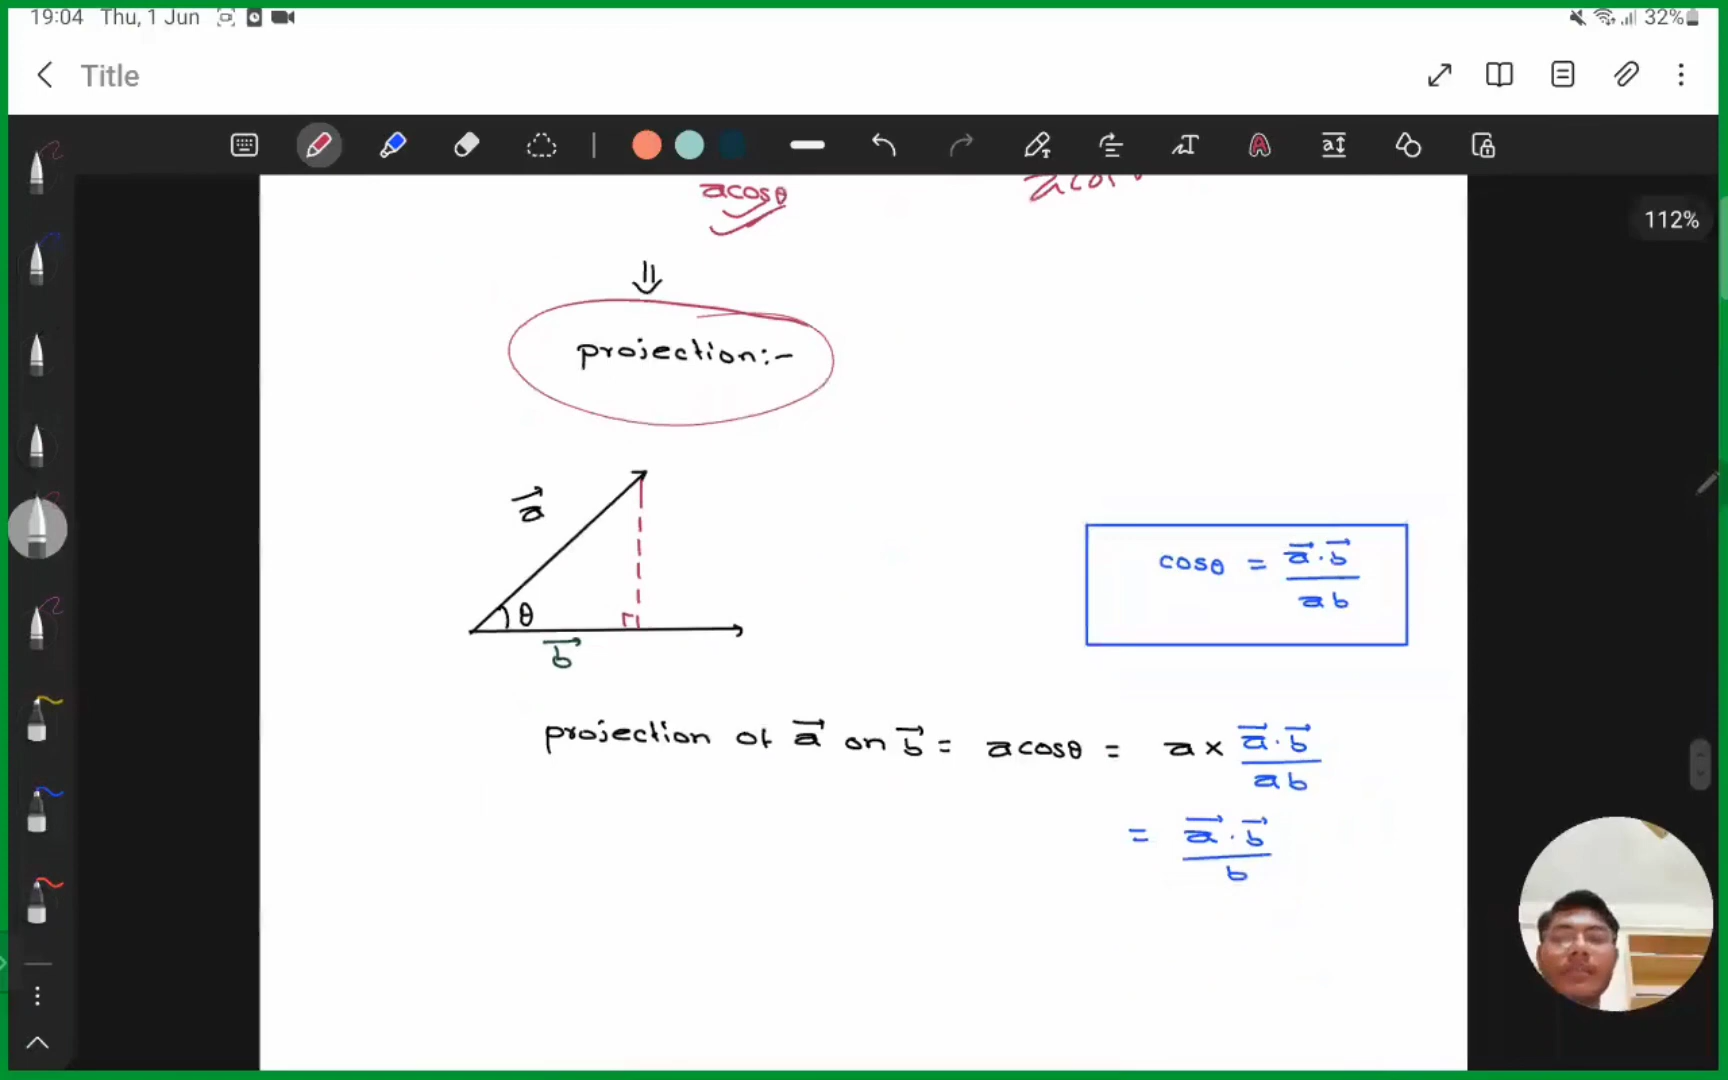 19:04 Thu, 1 Jun
32%
Title
112%
acosθ
projection:-
a⃗
θ
b⃗
cosθ = a⃗·b⃗ / ab
projection of a⃗ on b⃗ = acosθ = a × a⃗·b⃗ / ab
= a⃗·b⃗ / b